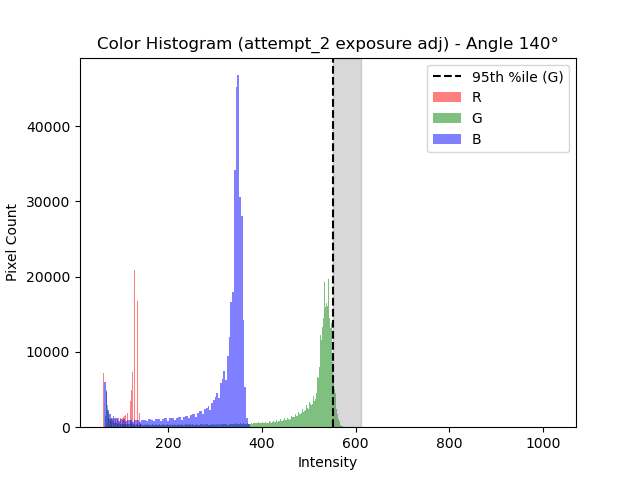 Color Histogram (attempt_2 exposure adj) - Angle 140°
95th %ile (G)
R
G
B
40000
30000
20000
10000
0
Pixel Count
200 400 600 800 1000
Intensity